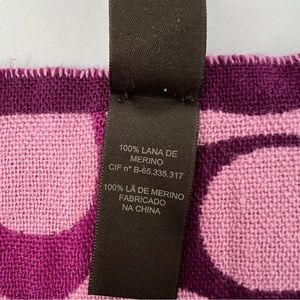 100% LANA DE
MERINO
CIF nº B-65.335.317
100% LÃ DE MERINO
FABRICADO
NA CHINA